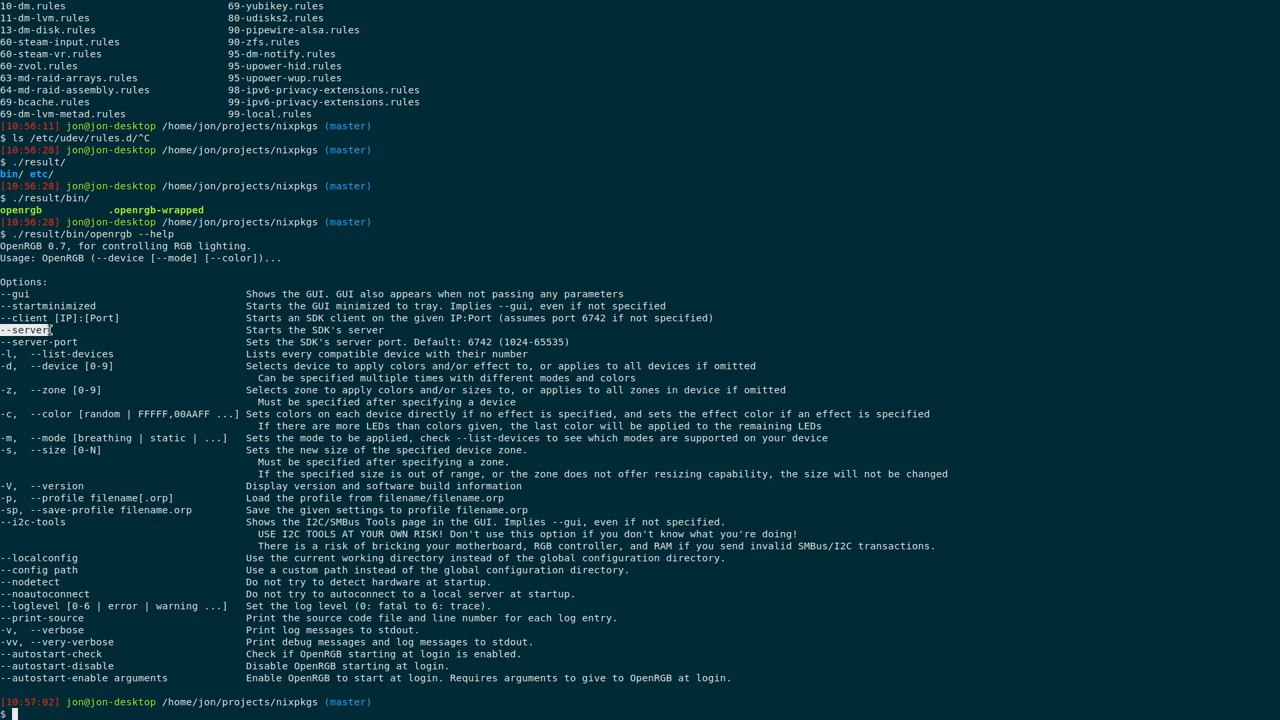 10-dm.rules                           69-yubikey.rules
11-dm-lvm.rules                       80-udisks2.rules
13-dm-disk.rules                      90-pipewire-alsa.rules
60-steam-input.rules                  90-zfs.rules
60-steam-vr.rules                     95-dm-notify.rules
60-zvol.rules                         95-upower-hid.rules
63-md-raid-arrays.rules               95-upower-wup.rules
64-md-raid-assembly.rules             98-ipv6-privacy-extensions.rules
69-bcache.rules                       99-ipv6-privacy-extensions.rules
69-dm-lvm-metad.rules                 99-local.rules
[10:56:11] jon@jon-desktop /home/jon/projects/nixpkgs (master)
$ ls /etc/udev/rules.d/^C
[10:56:28] jon@jon-desktop /home/jon/projects/nixpkgs (master)
$ ./result/
bin/ etc/
[10:56:28] jon@jon-desktop /home/jon/projects/nixpkgs (master)
$ ./result/bin/
openrgb           .openrgb-wrapped
[10:56:28] jon@jon-desktop /home/jon/projects/nixpkgs (master)
$ ./result/bin/openrgb --help
OpenRGB 0.7, for controlling RGB lighting.
Usage: OpenRGB (--device [--mode] [--color])...

Options:
--gui                                    Shows the GUI. GUI also appears when not passing any parameters
--startminimized                         Starts the GUI minimized to tray. Implies --gui, even if not specified
--client [IP]:[Port]                     Starts an SDK client on the given IP:Port (assumes port 6742 if not specified)
--server                                 Starts the SDK's server
--server-port                            Sets the SDK's server port. Default: 6742 (1024-65535)
-l,  --list-devices                      Lists every compatible device with their number
-d,  --device [0-9]                      Selects device to apply colors and/or effect to, or applies to all devices if omitted
                                           Can be specified multiple times with different modes and colors
-z,  --zone [0-9]                        Selects zone to apply colors and/or sizes to, or applies to all zones in device if omitted
                                           Must be specified after specifying a device
-c,  --color [random | FFFFF,00AAFF ...] Sets colors on each device directly if no effect is specified, and sets the effect color if an effect is specified
                                           If there are more LEDs than colors given, the last color will be applied to the remaining LEDs
-m,  --mode [breathing | static | ...]   Sets the mode to be applied, check --list-devices to see which modes are supported on your device
-s,  --size [0-N]                        Sets the new size of the specified device zone.
                                           Must be specified after specifying a zone.
                                           If the specified size is out of range, or the zone does not offer resizing capability, the size will not be changed
-V,  --version                           Display version and software build information
-p,  --profile filename[.orp]            Load the profile from filename/filename.orp
-sp, --save-profile filename.orp         Save the given settings to profile filename.orp
--i2c-tools                              Shows the I2C/SMBus Tools page in the GUI. Implies --gui, even if not specified.
                                           USE I2C TOOLS AT YOUR OWN RISK! Don't use this option if you don't know what you're doing!
                                           There is a risk of bricking your motherboard, RGB controller, and RAM if you send invalid SMBus/I2C transactions.
--localconfig                            Use the current working directory instead of the global configuration directory.
--config path                            Use a custom path instead of the global configuration directory.
--nodetect                               Do not try to detect hardware at startup.
--noautoconnect                          Do not try to autoconnect to a local server at startup.
--loglevel [0-6 | error | warning ...]   Set the log level (0: fatal to 6: trace).
--print-source                           Print the source code file and line number for each log entry.
-v,  --verbose                           Print log messages to stdout.
-vv, --very-verbose                      Print debug messages and log messages to stdout.
--autostart-check                        Check if OpenRGB starting at login is enabled.
--autostart-disable                      Disable OpenRGB starting at login.
--autostart-enable arguments             Enable OpenRGB to start at login. Requires arguments to give to OpenRGB at login.

[10:57:02] jon@jon-desktop /home/jon/projects/nixpkgs (master)
$